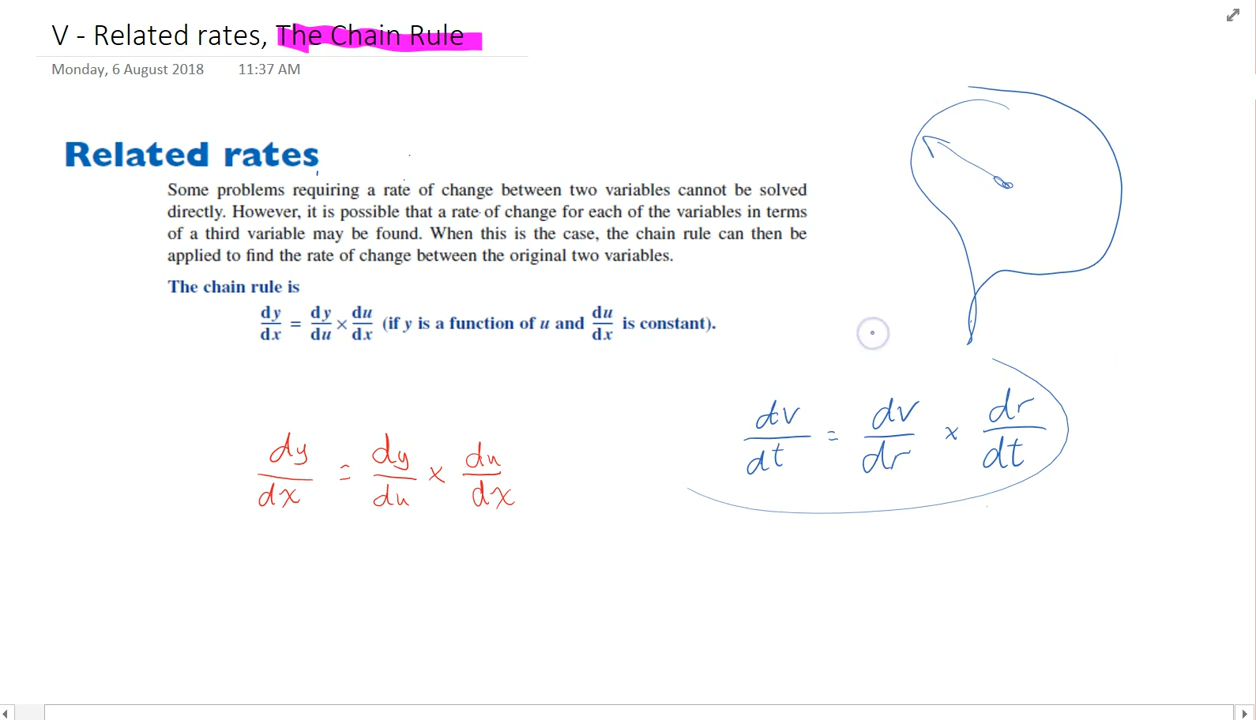 V - Related rates, The Chain Rule
Monday, 6 August 2018 11:37 AM
Related rates
Some problems requiring a rate of change between two variables cannot be solved
directly. However, it is possible that a rate of change for each of the variables in terms
of a third variable may be found. When this is the case, the chain rule can then be
applied to find the rate of change between the original two variables.
The chain rule is
dy/dx = dy/du × du/dx (if y is a function of u and du/dx is constant).
dy/dx = dy/du × du/dx
dv/dt = dv/dr × dr/dt